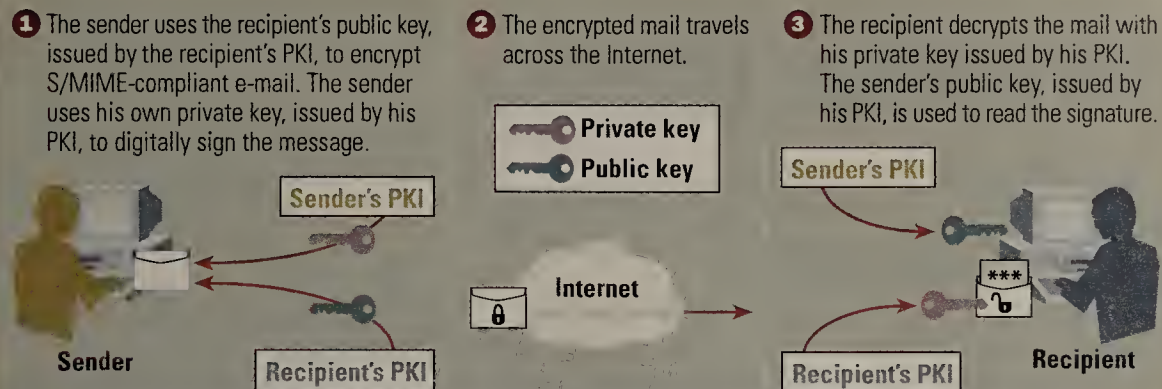 1 The sender uses the recipient's public key,
issued by the recipient's PKI, to encrypt
S/MIME-compliant e-mail. The sender
uses his own private key, issued by his
PKI, to digitally sign the message.
2 The encrypted mail travels
across the Internet.
3 The recipient decrypts the mail with
his private key issued by his PKI.
The sender's public key, issued by
his PKI, is used to read the signature.
Private key
Public key
Sender's PKI
Sender's PKI
Internet
***
Sender
Recipient's PKI
Recipient's PKI
Recipient